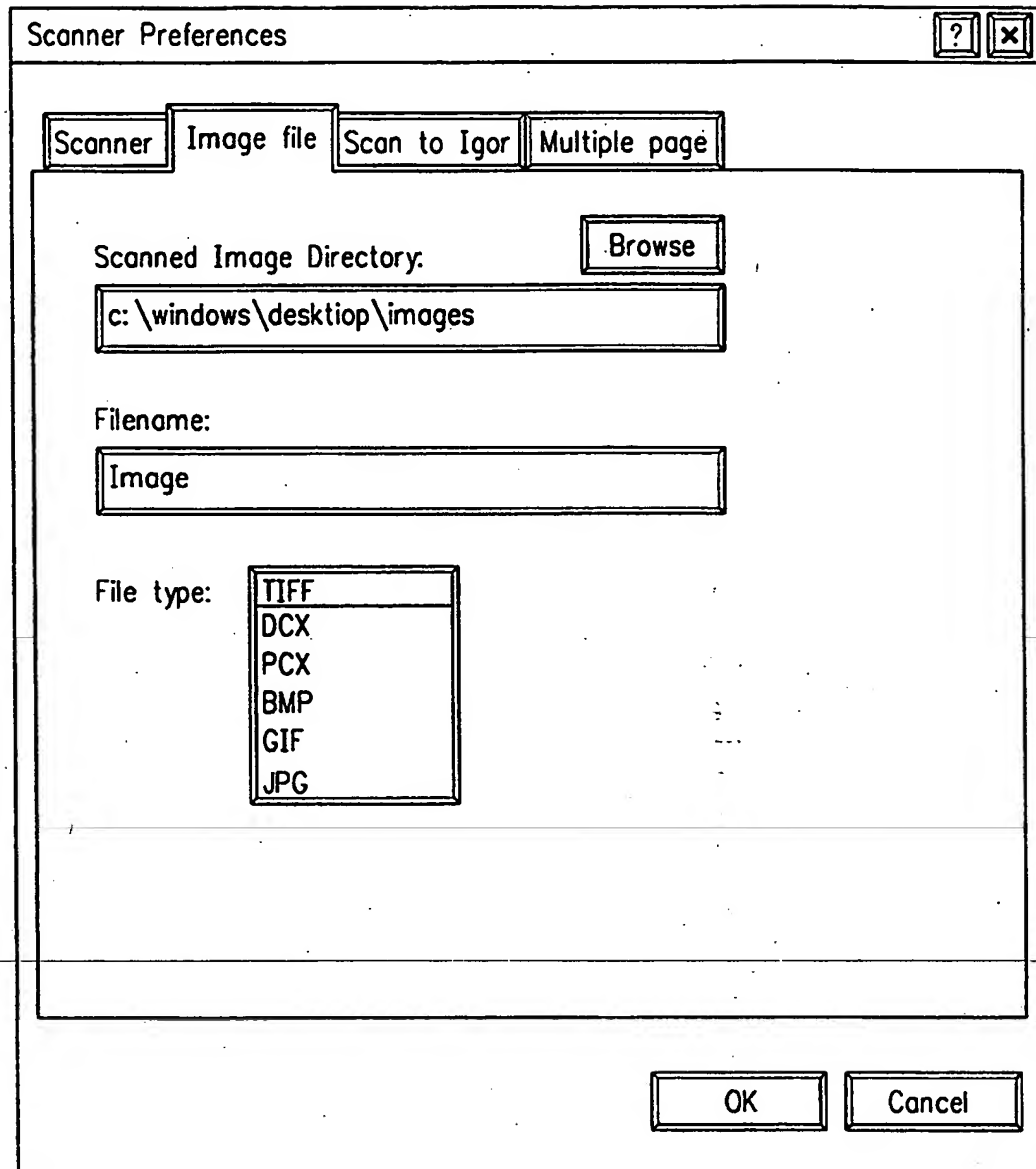 Scanner Preferences ? ×
Scanner Image file Scan to Igor Multiple page
Scanned Image Directory: Browse
c:\windows\desktiop\images
Filename:
Image
File type: TIFF
DCX
PCX
BMP
GIF
JPG
OK Cancel